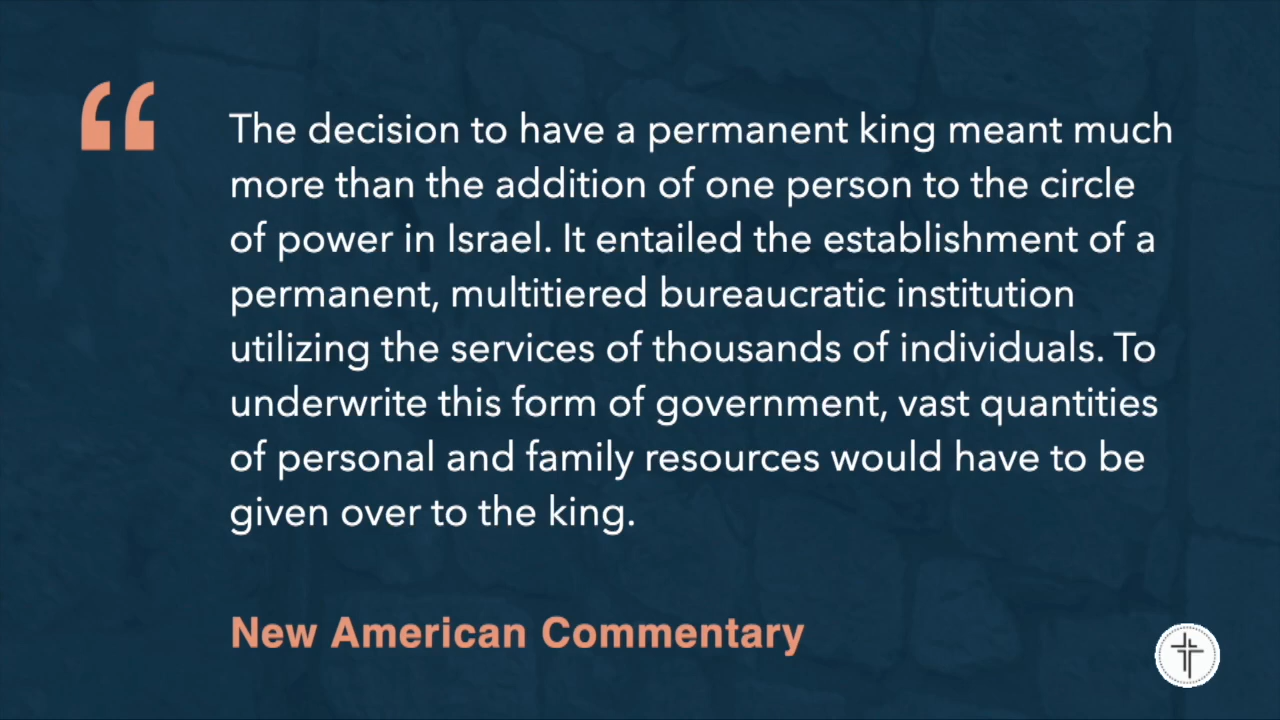 “
The decision to have a permanent king meant much
more than the addition of one person to the circle
of power in Israel. It entailed the establishment of a
permanent, multitiered bureaucratic institution
utilizing the services of thousands of individuals. To
underwrite this form of government, vast quantities
of personal and family resources would have to be
given over to the king.
New American Commentary